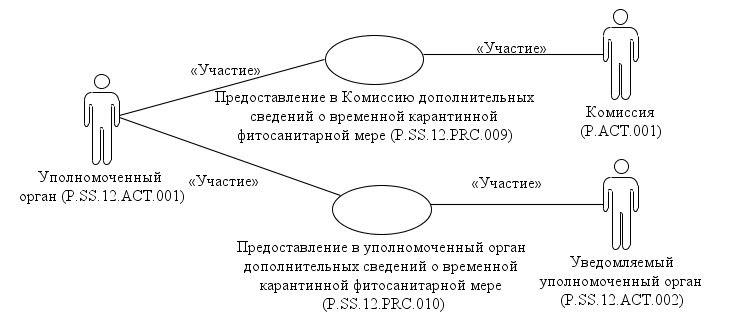 «Участие»
«Участие»
Предоставление в Комиссию дополнительных
сведений о временной карантинной
фитосанитарной мере (P.SS.12.PRC.009)
Комиссия
(P.ACT.001)
Уполномоченный
орган (P.SS.12.ACT.001)
«Участие»
«Участие»
Предоставление в уполномоченный орган
дополнительных сведений о временной
карантинной фитосанитарной мере
(P.SS.12.PRC.010)
Уведомляемый
уполномоченный орган
(P.SS.12.ACT.002)